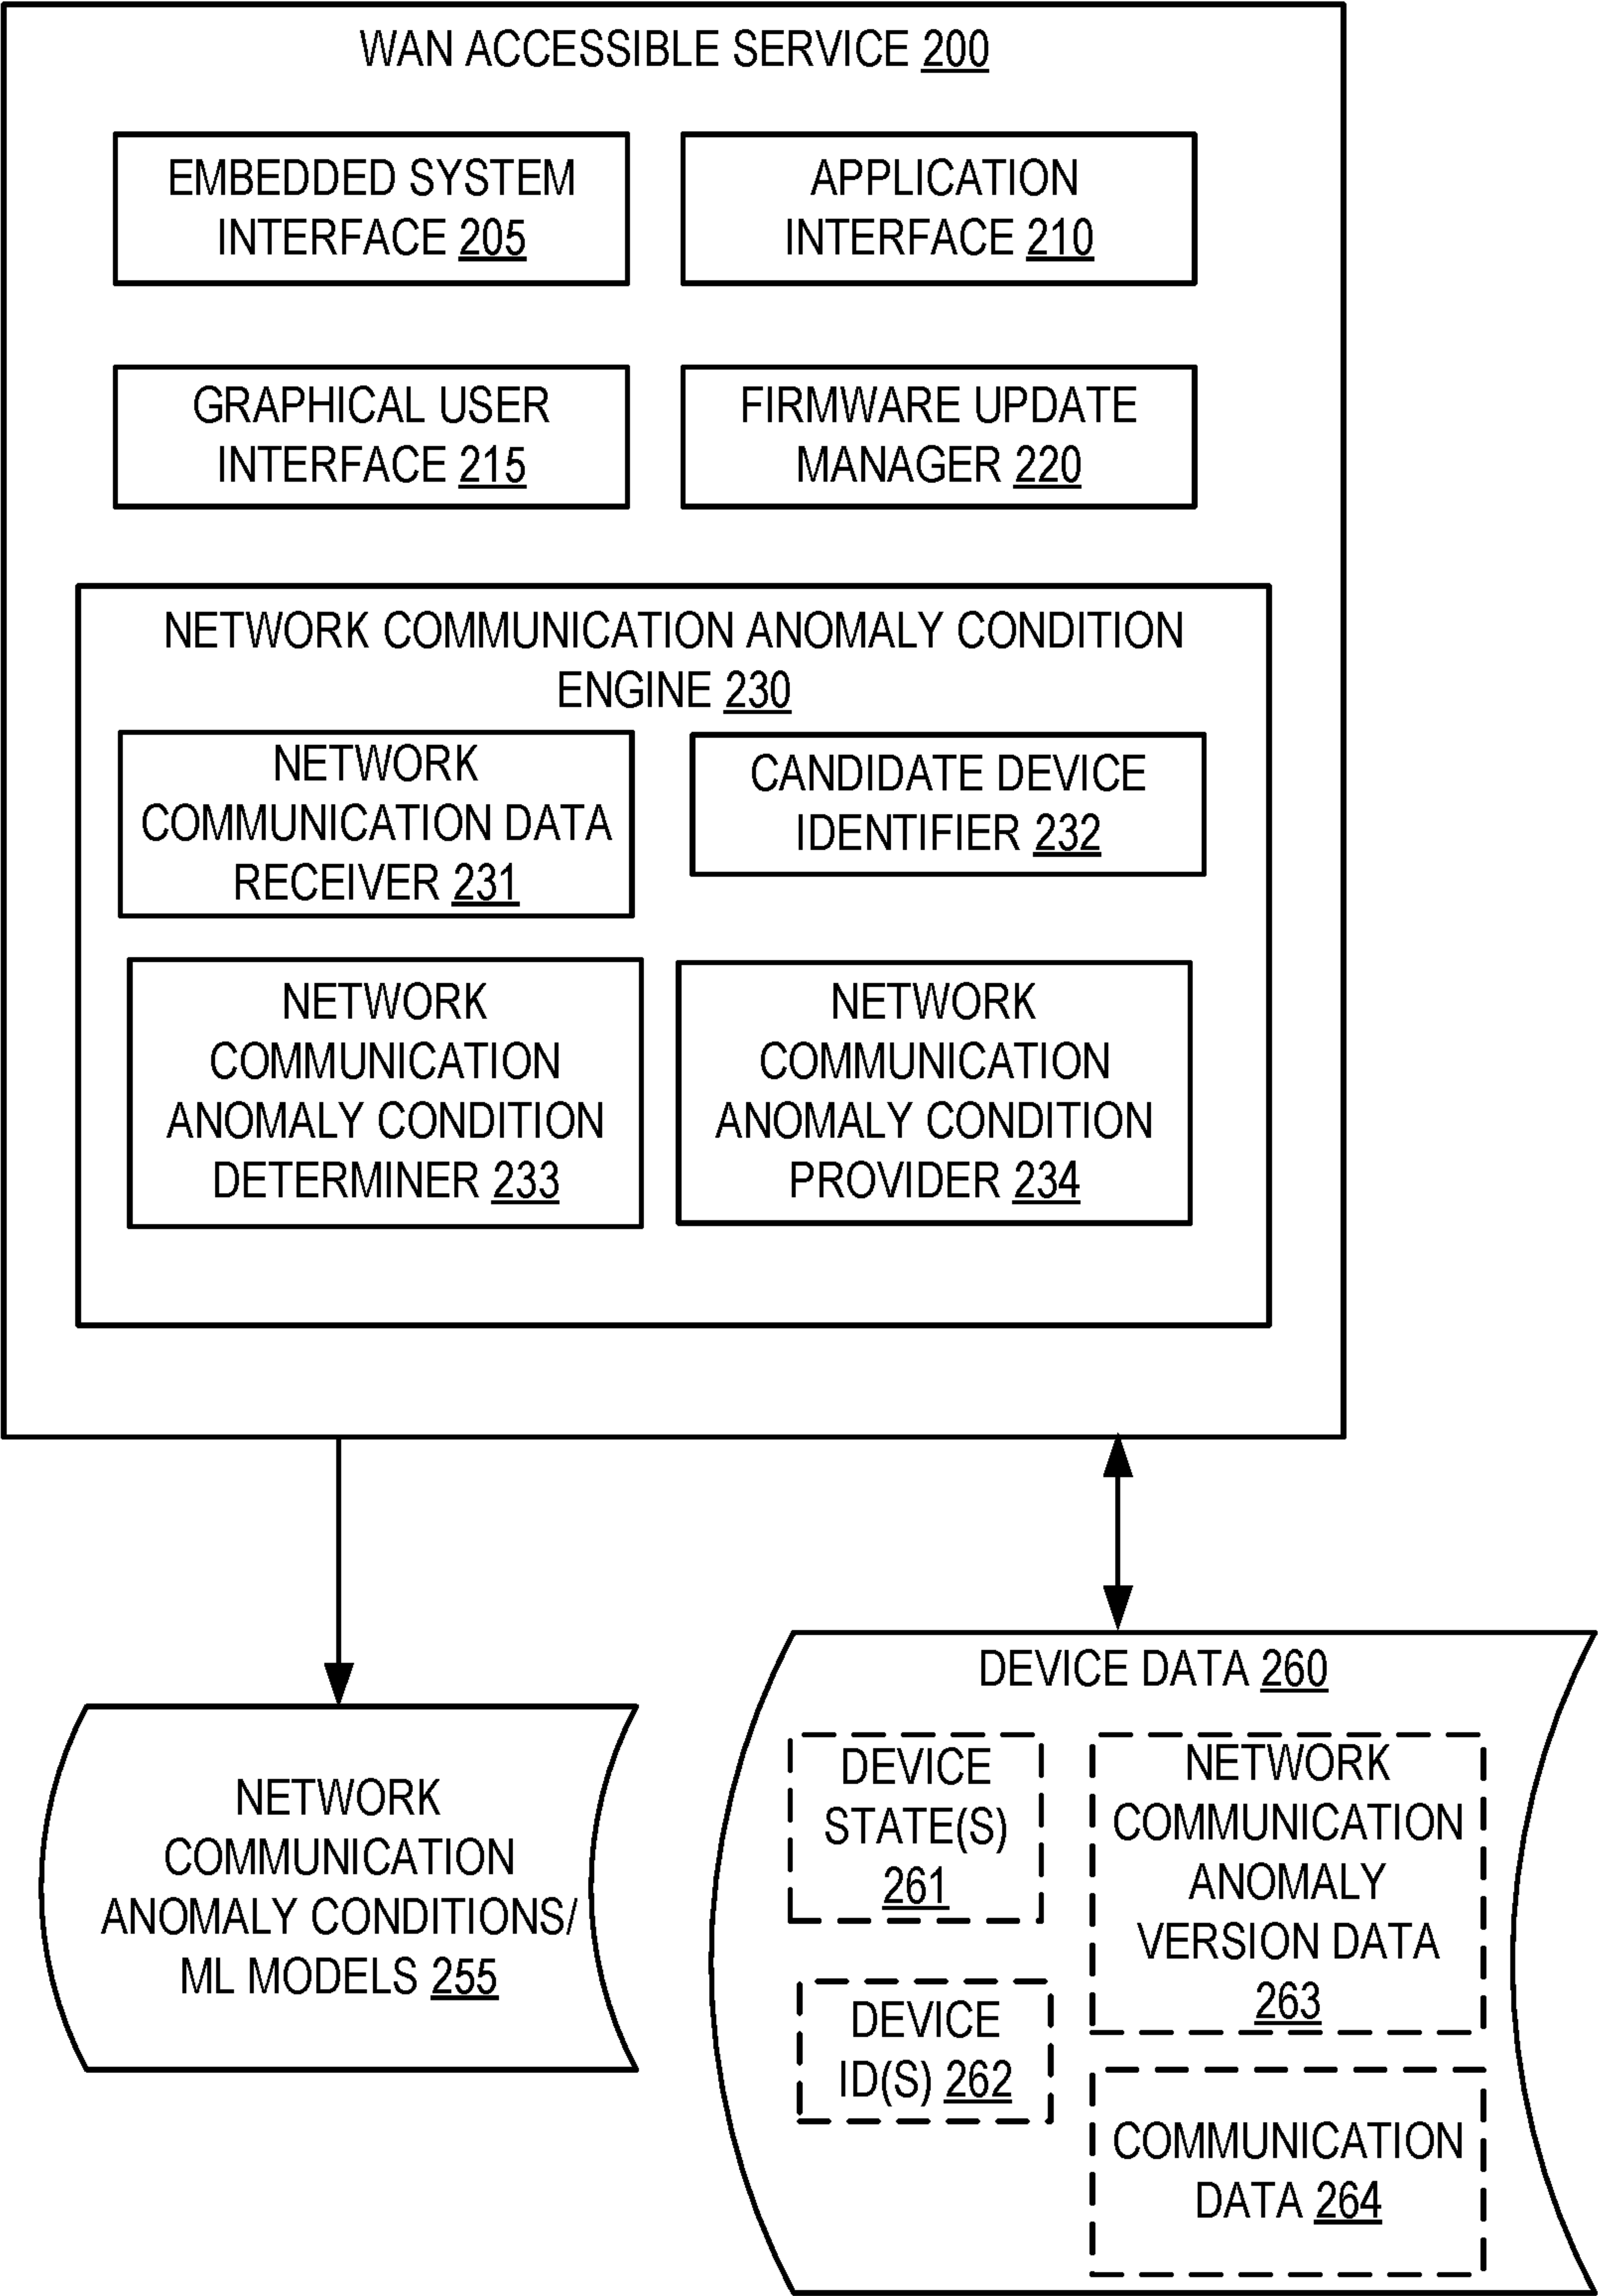 WAN ACCESSIBLE SERVICE 200
EMBEDDED SYSTEM
INTERFACE 205
APPLICATION
INTERFACE 210
GRAPHICAL USER
INTERFACE 215
FIRMWARE UPDATE
MANAGER 220
NETWORK COMMUNICATION ANOMALY CONDITION
ENGINE 230
NETWORK
COMMUNICATION DATA
RECEIVER 231
CANDIDATE DEVICE
IDENTIFIER 232
NETWORK
COMMUNICATION
ANOMALY CONDITION
DETERMINER 233
NETWORK
COMMUNICATION
ANOMALY CONDITION
PROVIDER 234
NETWORK
COMMUNICATION
ANOMALY CONDITIONS/
ML MODELS 255
DEVICE DATA 260
DEVICE
STATE(S)
261
DEVICE
ID(S) 262
NETWORK
COMMUNICATION
ANOMALY
VERSION DATA
263
COMMUNICATION
DATA 264